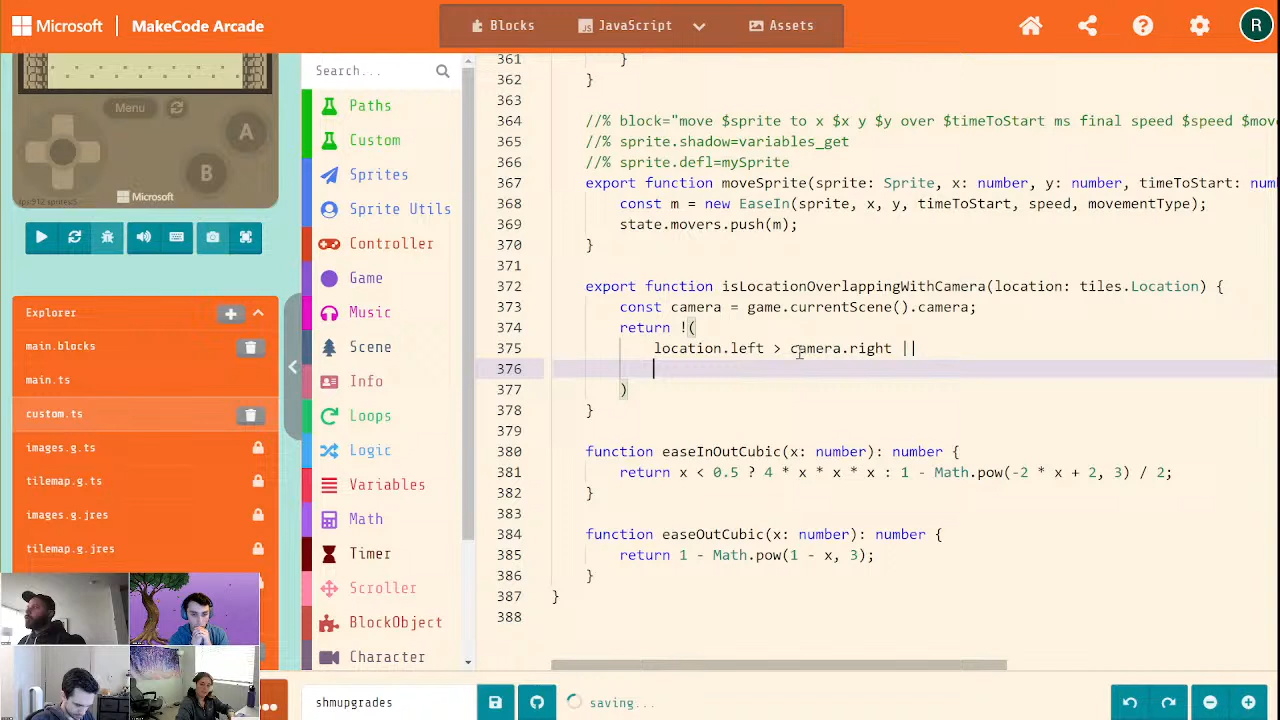 Microsoft | MakeCode Arcade
Blocks
JavaScript
Assets
R
Menu
A
B
Microsoft
Explorer
main.blocks
main.ts
custom.ts
images.g.ts
tilemap.g.ts
images.g.jres
tilemap.g.jres
Search...
Paths
Custom
Sprites
Sprite Utils
Controller
Game
Music
Scene
Info
Loops
Logic
Variables
Math
Timer
Scroller
BlockObject
Character
361 }
362 }
363
364 //% block="move $sprite to x $x y $y over $timeToStart ms final speed $speed $mov
365 //% sprite.shadow=variables_get
366 //% sprite.defl=mySprite
367 export function moveSprite(sprite: Sprite, x: number, y: number, timeToStart: num
368 const m = new EaseIn(sprite, x, y, timeToStart, speed, movementType);
369 state.movers.push(m);
370 }
371
372 export function isLocationOverlappingWithCamera(location: tiles.Location) {
373 const camera = game.currentScene().camera;
374 return !(
375 location.left > camera.right ||
376
377 )
378 }
379
380 function easeInOutCubic(x: number): number {
381 return x < 0.5 ? 4 * x * x * x : 1 - Math.pow(-2 * x + 2, 3) / 2;
382 }
383
384 function easeOutCubic(x: number): number {
385 return 1 - Math.pow(1 - x, 3);
386 }
387 }
388
shmupgrades
saving...